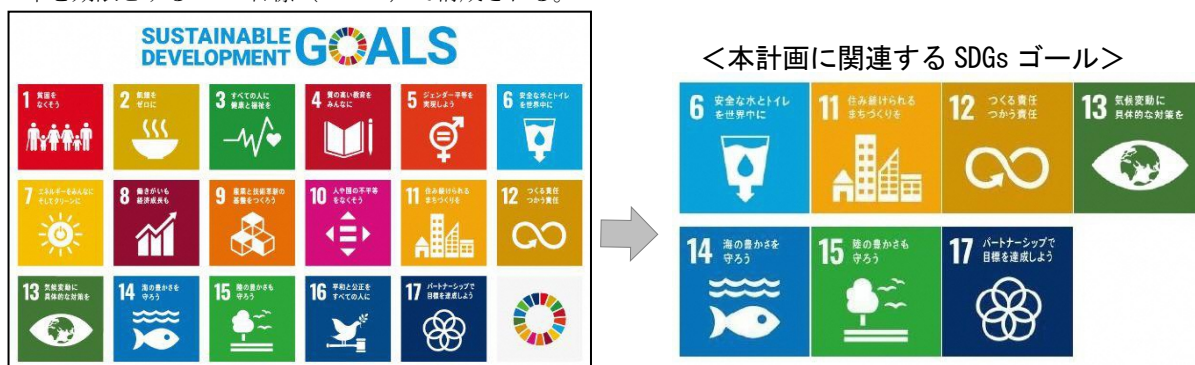 SUSTAINABLE
DEVELOPMENT
GOALS
1 貧困を
なくそう
2 飢餓を
ゼロに
3 すべての人に
健康と福祉を
4 質の高い教育を
みんなに
5 ジェンダー平等を
実現しよう
6 安全な水とトイレ
を世界中に
7 エネルギーをみんなに
そしてクリーンに
8 働きがいも
経済成長も
9 産業と技術革新の
基盤をつくろう
10 人や国の不平等
をなくそう
11 住み続けられる
まちづくりを
12 つくる責任
つかう責任
13 気候変動に
具体的な対策を
14 海の豊かさを
守ろう
15 陸の豊かさも
守ろう
16 平和と公正を
すべての人に
17 パートナーシップで
目標を達成しよう
<本計画に関連する SDGs ゴール>
6 安全な水とトイレ
を世界中に
11 住み続けられる
まちづくりを
12 つくる責任
つかう責任
13 気候変動に
具体的な対策を
14 海の豊かさを
守ろう
15 陸の豊かさも
守ろう
17 パートナーシップで
目標を達成しよう